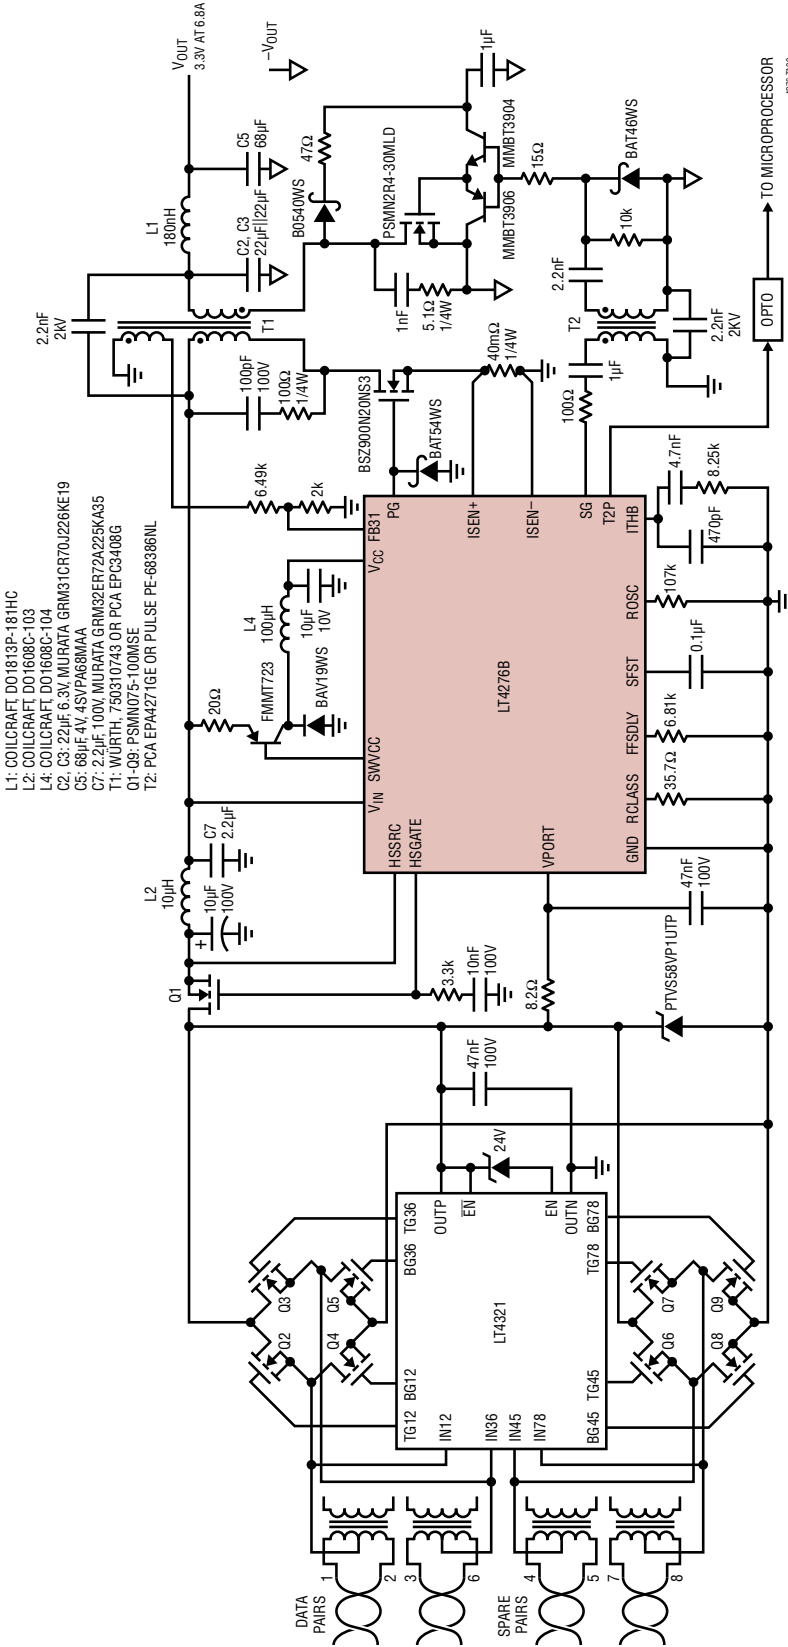 L1: COILCRAFT, DO1813P-181HC
L2: COILCRAFT, DO1608C-103
L4: COILCRAFT, DO1608C-104
C2, C3: 22µF, 6.3V, MURATA GRM31CR70J226KE19
C5: 68µF, 4V, 4SVPA68MAA
C7: 2.2µF, 100V, MURATA GRM32ER72A225KA35
T1: WÜRTH, 750310743 OR PCA EPC3408G
Q1-Q9: PSMN075-100MSE
T2: PCA EPA4271GE OR PULSE PE-68386NL
DATA
PAIRS
SPARE
PAIRS
1
2
3
6
4
5
7
8
Q2
Q3
Q4
Q5
Q6
Q7
Q8
Q9
TG12
BG12
BG36
TG36
IN12
IN36
IN45
IN78
LT4321
OUTP
EN
EN
OUTN
BG45
TG45
TG78
BG78
24V
47nF
100V
Q1
3.3k
10nF
100V
8.2Ω
PTVS58VP1UTP
47nF
100V
L2
10µH
+
10µF
100V
C7
2.2µF
HSSRC
HSGATE
VPORT
VIN
SWVCC
VCC
FB31
PG
ISEN+
ISEN–
SG
T2P
ITHB
ROSC
SFST
FFSDLY
RCLASS
GND
LT4276B
20Ω
FMMT723
BAV19WS
L4
100µH
10µF
10V
6.49k
2k
35.7Ω
6.81k
0.1µF
107k
470pF
4.7nF
8.25k
BAT54WS
BSZ900N20NS3
100pF
100V
100Ω
1/4W
40mΩ
1/4W
2.2nF
2KV
T1
L1
180nH
C2, C3
22µF||22µF
C5
68µF
VOUT
3.3V AT 6.8A
–VOUT
B0540WS
47Ω
1µF
PSMN2R4-30MLD
1nF
5.1Ω
1/4W
MMBT3906
MMBT3904
15Ω
100Ω
1µF
T2
2.2nF
10k
BAT46WS
2.2nF
2KV
OPTO
TO MICROPROCESSOR